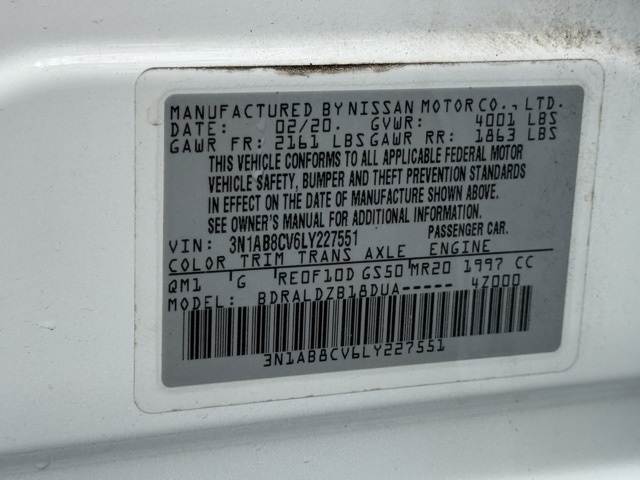 MANUFACTURED BY NISSAN MOTOR CO., LTD.
DATE: 02/20. GVWR: 4001 LBS
GAWR FR: 2161 LBS GAWR RR: 1863 LBS
THIS VEHICLE CONFORMS TO ALL APPLICABLE FEDERAL MOTOR
VEHICLE SAFETY, BUMPER AND THEFT PREVENTION STANDARDS
IN EFFECT ON THE DATE OF MANUFACTURE SHOWN ABOVE.
SEE OWNER'S MANUAL FOR ADDITIONAL INFORMATION.
VIN: 3N1AB8CV6LY227551 PASSENGER CAR.
COLOR TRIM TRANS AXLE ENGINE
QM1 G RE0F10D GS50 MR20 1997 CC
MODEL: BDRALDZB18DUA----- 4Z000
3N1AB8CV6LY227551